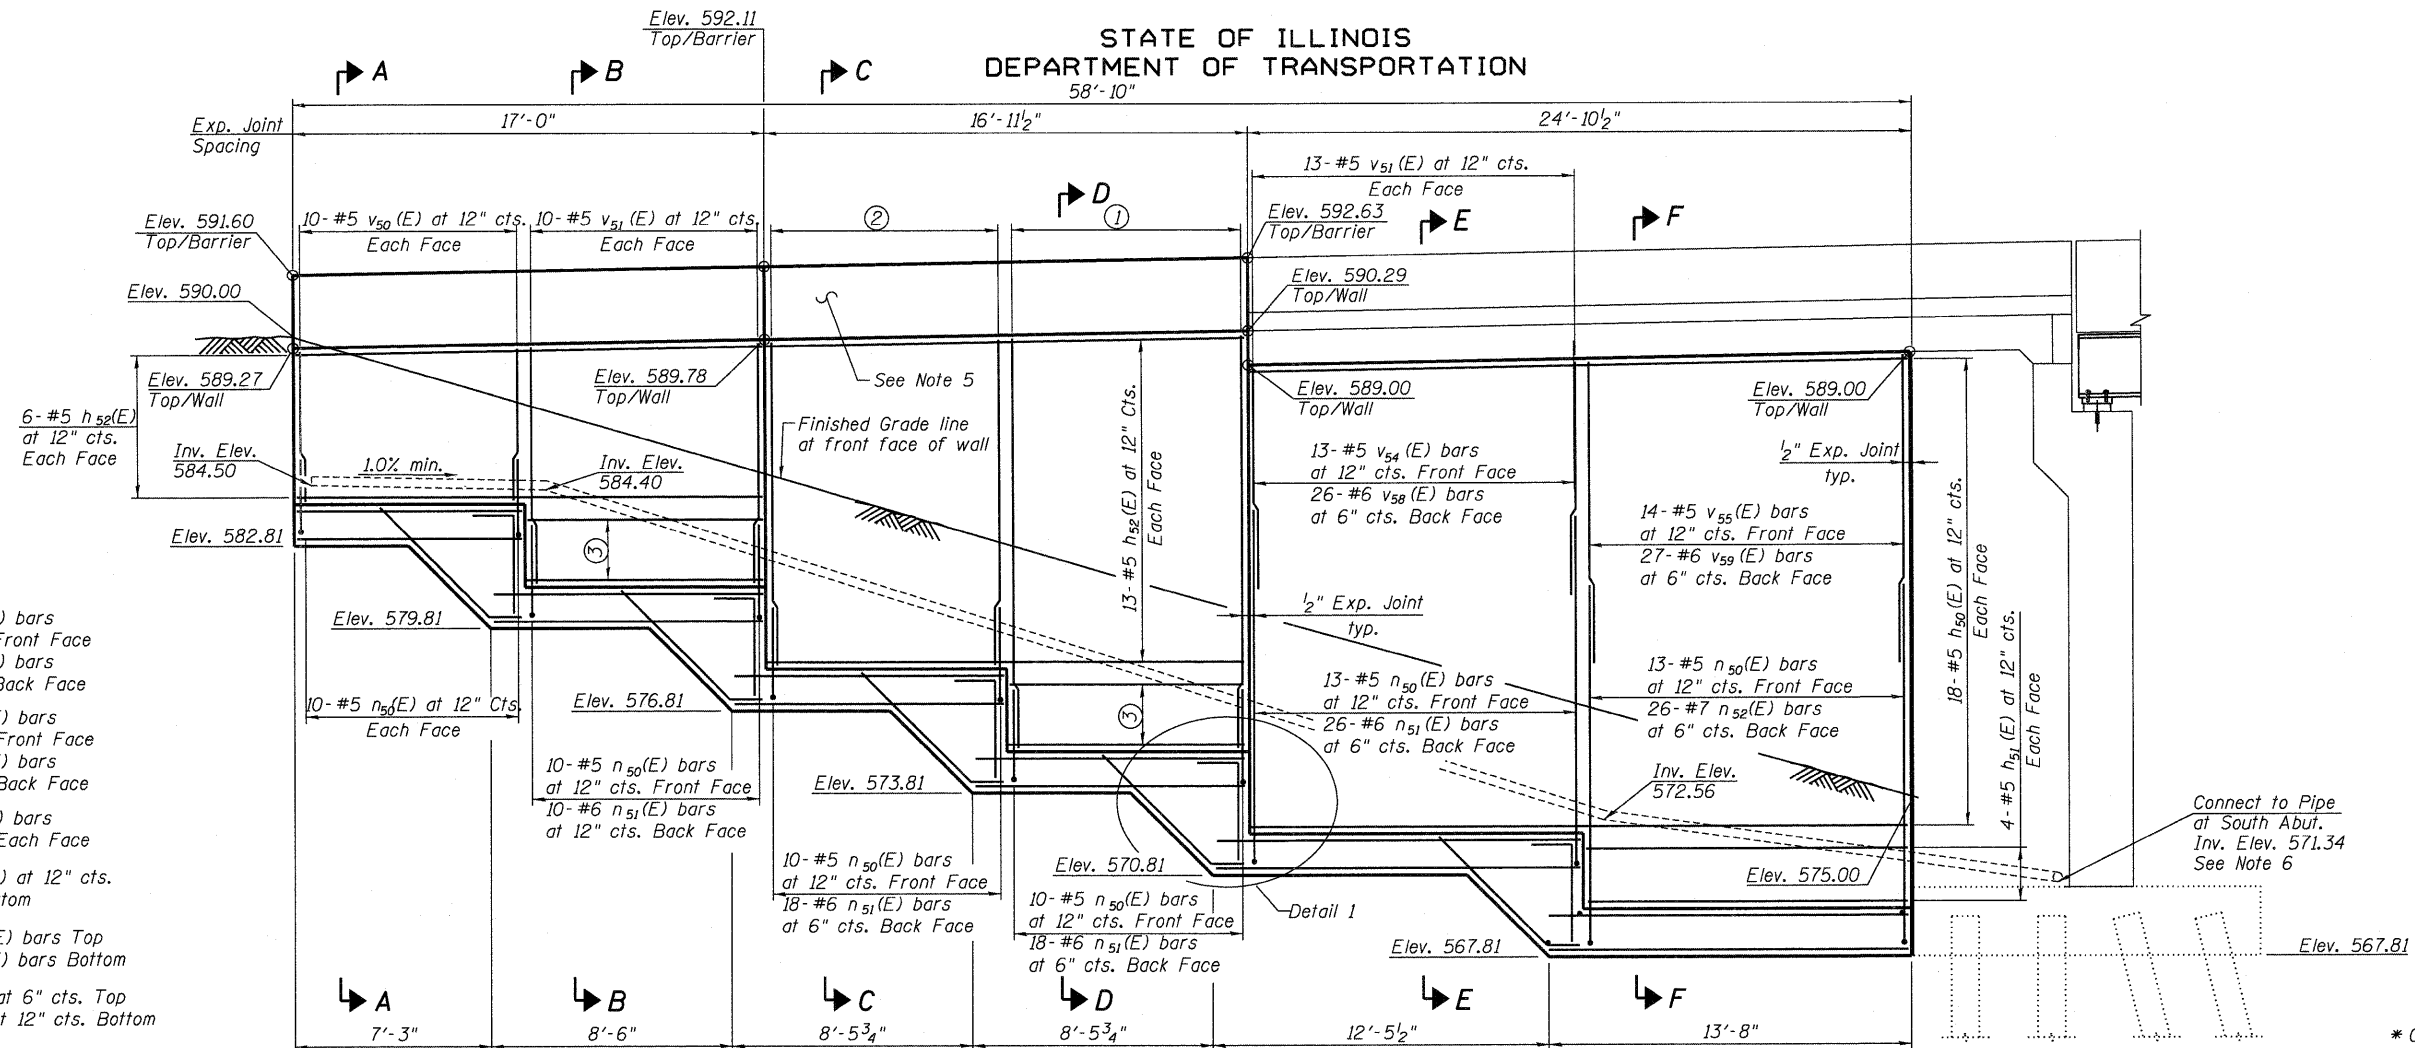 STATE OF ILLINOIS
DEPARTMENT OF TRANSPORTATION
Elev. 592.11
Top/Barrier
A
B
C
58'-10"
Exp. Joint
Spacing
17'-0"
16'-11½"
24'-10½"
13-#5 v51(E) at 12" cts.
Each Face
D
E
F
Elev. 591.60
Top/Barrier
10-#5 v50(E) at 12" cts.
Each Face
10-#5 v51(E) at 12" cts.
Each Face
2
1
Elev. 592.63
Top/Barrier
Elev. 590.00
Elev. 590.29
Top/Wall
Elev. 589.27
Top/Wall
Elev. 589.78
Top/Wall
See Note 5
Elev. 589.00
Top/Wall
Elev. 589.00
Top/Wall
6-#5 h52(E)
at 12" cts.
Each Face
Inv. Elev.
584.50
1.0% min.
Inv. Elev.
584.40
Finished Grade line
at front face of wall
13-#5 h52(E) at 12" Cts.
Each Face
13-#5 v54(E) bars
at 12" cts. Front Face
26-#6 v58(E) bars
at 6" cts. Back Face
½" Exp. Joint
typ.
14-#5 v55(E) bars
at 12" cts. Front Face
27-#6 v59(E) bars
at 6" cts. Back Face
18-#5 h50(E) at 12" cts.
Each Face
4-#5 h51(E) at 12" cts.
Each Face
Elev. 582.81
3
½" Exp. Joint
typ.
Elev. 579.81
) bars
Front Face
) bars
Back Face
) bars
Front Face
) bars
Back Face
) bars
Each Face
) at 12" cts.
tom
E) bars Top
) bars Bottom
at 6" cts. Top
t 12" cts. Bottom
10-#5 n50(E) at 12" Cts.
Each Face
Elev. 576.81
3
13-#5 n50(E) bars
at 12" cts. Front Face
26-#6 n51(E) bars
at 6" cts. Back Face
13-#5 n50(E) bars
at 12" cts. Front Face
26-#7 n52(E) bars
at 6" cts. Back Face
10-#5 n50(E) bars
at 12" cts. Front Face
10-#6 n51(E) bars
at 12" cts. Back Face
Elev. 573.81
Inv. Elev.
572.56
Connect to Pipe
at South Abut.
Inv. Elev. 571.34
See Note 6
10-#5 n50(E) bars
at 12" cts. Front Face
18-#6 n51(E) bars
at 6" cts. Back Face
Elev. 570.81
Elev. 575.00
10-#5 n50(E) bars
at 12" cts. Front Face
18-#6 n51(E) bars
at 6" cts. Back Face
Detail 1
Elev. 567.81
Elev. 567.81
A
B
C
D
E
F
7'-3"
8'-6"
8'-5¾"
8'-5¾"
12'-5½"
13'-8"